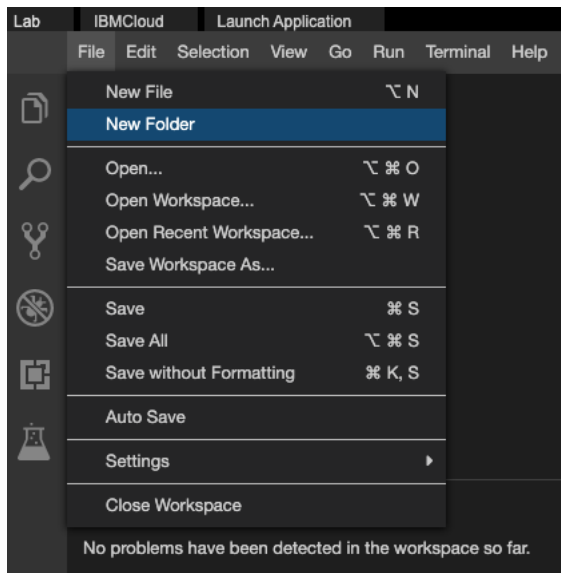 Lab IBMCloud Launch Application
File Edit Selection View Go Run Terminal Help
New File ⌥ N
New Folder
Open... ⌥ ⌘ O
Open Workspace... ⌥ ⌘ W
Open Recent Workspace... ⌥ ⌘ R
Save Workspace As...
Save ⌘ S
Save All ⌥ ⌘ S
Save without Formatting ⌘ K, S
Auto Save
Settings
Close Workspace
No problems have been detected in the workspace so far.